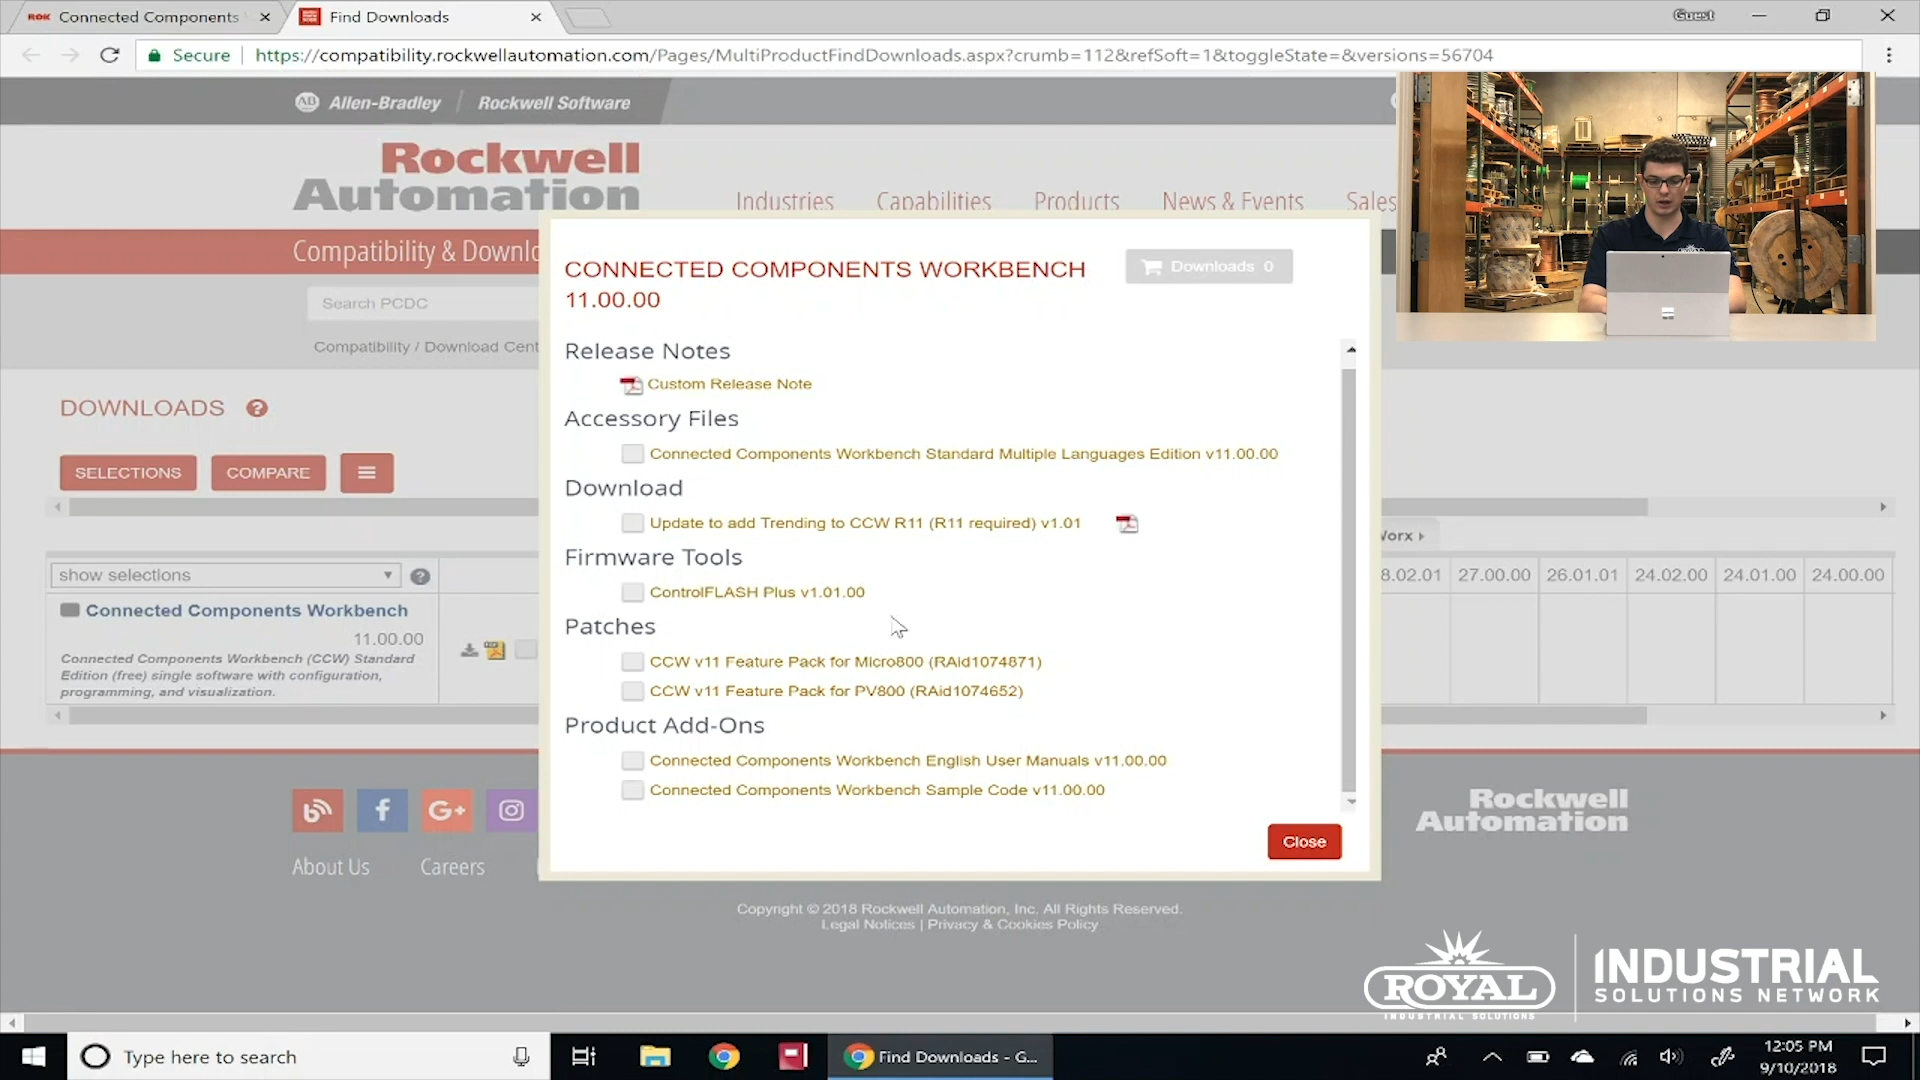 ROK Connected Components
Find Downloads
Guest
Secure
https://compatibility.rockwellautomation.com/Pages/MultiProductFindDownloads.aspx?crumb=112&refSoft=1&toggleState=&versions=56704
AB Allen-Bradley
Rockwell Software
Rockwell
Automation
Industries
Capabilities
Products
News & Events
Sales
Compatibility & Downlo
Search PCDC
Compatibility / Download Cent
CONNECTED COMPONENTS WORKBENCH
11.00.00
Downloads 0
Release Notes
Custom Release Note
Accessory Files
Connected Components Workbench Standard Multiple Languages Edition v11.00.00
Download
Update to add Trending to CCW R11 (R11 required) v1.01
Firmware Tools
ControlFLASH Plus v1.01.00
Patches
CCW v11 Feature Pack for Micro800 (RAid1074871)
CCW v11 Feature Pack for PV800 (RAid1074652)
Product Add-Ons
Connected Components Workbench English User Manuals v11.00.00
Connected Components Workbench Sample Code v11.00.00
Close
DOWNLOADS ?
SELECTIONS
COMPARE
show selections
?
Connected Components Workbench
11.00.00
Connected Components Workbench (CCW) Standard
Edition (free) single software with configuration,
programming, and visualization.
Worx
8.02.01
27.00.00
26.01.01
24.02.00
24.01.00
24.00.00
f
G+
About Us
Careers
Rockwell
Automation
Copyright © 2018 Rockwell Automation, Inc. All Rights Reserved.
Legal Notices | Privacy & Cookies Policy
ROYAL
INDUSTRIAL SOLUTIONS
INDUSTRIAL
SOLUTIONS NETWORK
Type here to search
Find Downloads - G...
12:05 PM
9/10/2018